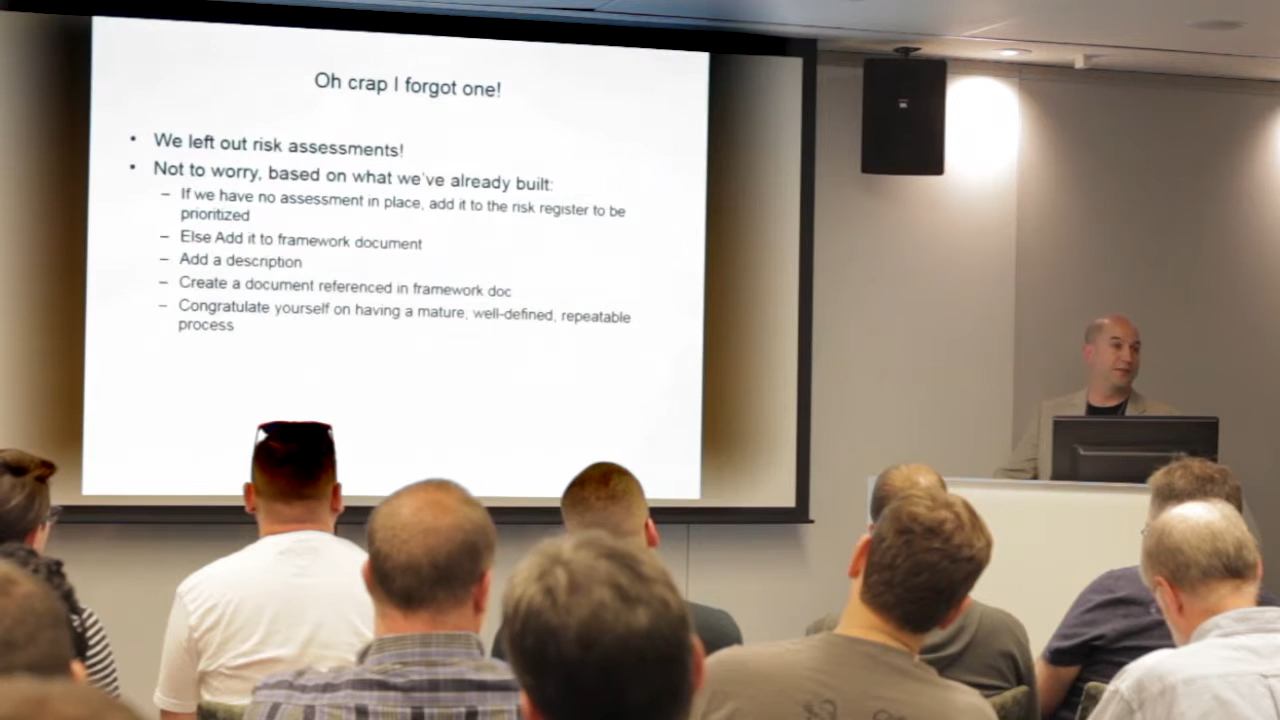 Oh crap I forgot one!
• We left out risk assessments!
• Not to worry, based on what we've already built:
– If we have no assessment in place, add it to the risk register to be
prioritized
– Else Add it to framework document
– Add a description
– Create a document referenced in framework doc
– Congratulate yourself on having a mature, well-defined, repeatable
process